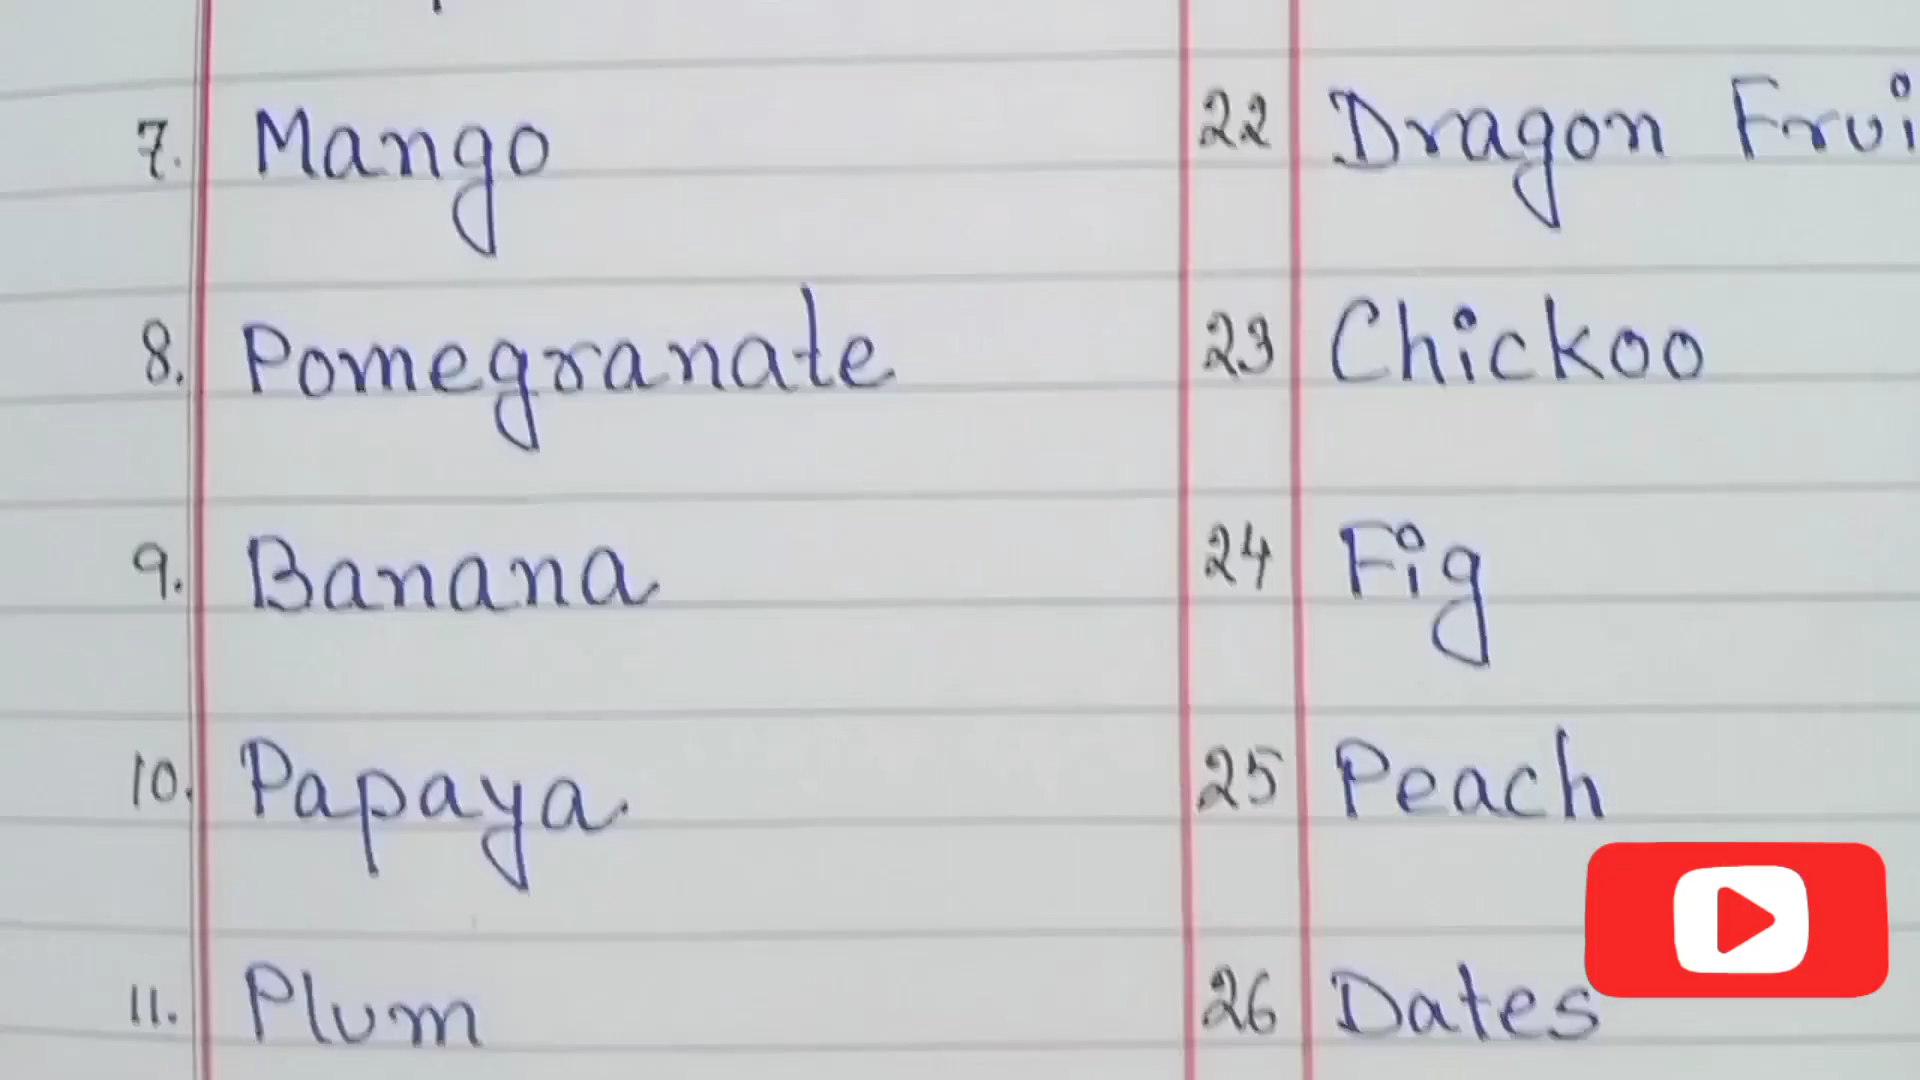 7. Mango
8. Pomegranate
9. Banana
10. Papaya
11. Plum
22 Dragon Frui
23 Chickoo
24 Fig
25 Peach
26 Dates